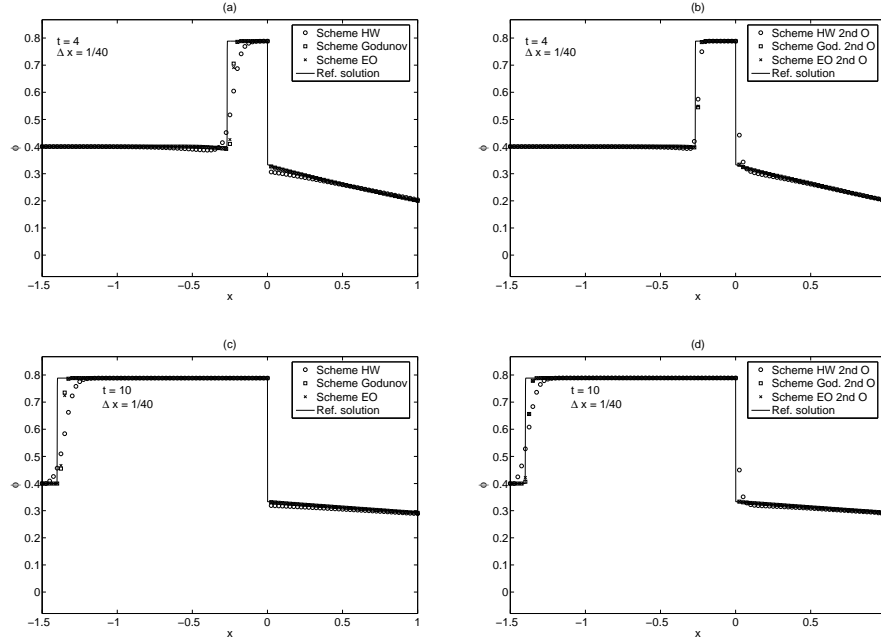 (a)
t = 4
Δ x = 1/40
Scheme HW
Scheme Godunov
Scheme EO
Ref. solution
0.8
0.7
0.6
0.5
0.4
0.3
0.2
0.1
0
ϕ
−1.5 −1 −0.5 0 0.5 1
x
(b)
t = 4
Δ x = 1/40
Scheme HW 2nd O
Scheme God. 2nd O
Scheme EO 2nd O
Ref. solution
0.8
0.7
0.6
0.5
0.4
0.3
0.2
0.1
0
ϕ
−1.5 −1 −0.5 0 0.5
x
(c)
t = 10
Δ x = 1/40
Scheme HW
Scheme Godunov
Scheme EO
Ref. solution
0.8
0.7
0.6
0.5
0.4
0.3
0.2
0.1
0
ϕ
−1.5 −1 −0.5 0 0.5 1
x
(d)
t = 10
Δ x = 1/40
Scheme HW 2nd O
Scheme God. 2nd O
Scheme EO 2nd O
Ref. solution
0.8
0.7
0.6
0.5
0.4
0.3
0.2
0.1
0
ϕ
−1.5 −1 −0.5 0 0.5
x